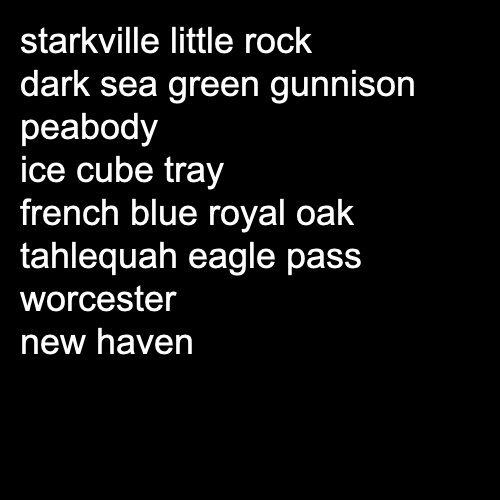 starkville little rock
dark sea green gunnison
peabody
ice cube tray
french blue royal oak
tahlequah eagle pass
worcester
new haven